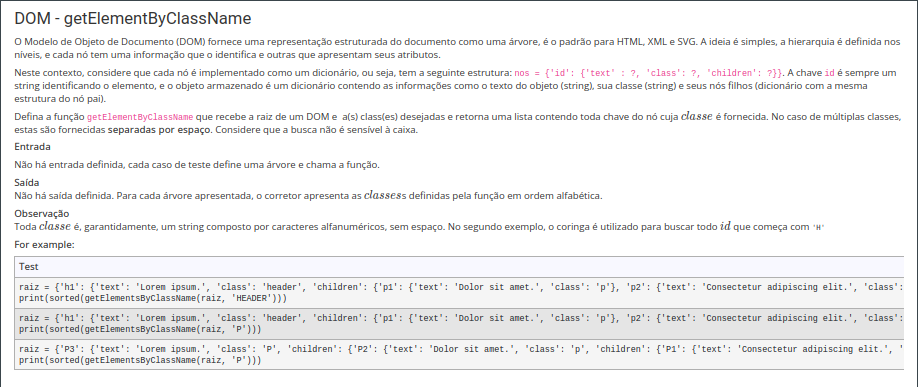 DOM - getElementByClassName
O Modelo de Objeto de Documento (DOM) fornece uma representação estruturada do documento como uma árvore, é o padrão para HTML, XML e SVG. A ideia é simples, a hierarquia é definida nos
níveis, e cada nó tem uma informação que o identifica e outras que apresentam seus atributos.
Neste contexto, considere que cada nó é implementado como um dicionário, ou seja, tem a seguinte estrutura: nos = {'id': {'text' : ?, 'class': ?, 'children': ?}}. A chave id é sempre um
string identificando o elemento, e o objeto armazenado é um dicionário contendo as informações como o texto do objeto (string), sua classe (string) e seus nós filhos (dicionário com a mesma
estrutura do nó pai).
Defina a função getElementByClassName que recebe a raiz de um DOM e a(s) class(es) desejadas e retorna uma lista contendo toda chave do nó cuja classe é fornecida. No caso de múltiplas classes,
estas são fornecidas separadas por espaço. Considere que a busca não é sensível à caixa.
Entrada
Não há entrada definida, cada caso de teste define uma árvore e chama a função.
Saída
Não há saída definida. Para cada árvore apresentada, o corretor apresenta as classess definidas pela função em ordem alfabética.
Observação
Toda classe é, garantidamente, um string composto por caracteres alfanuméricos, sem espaço. No segundo exemplo, o coringa é utilizado para buscar todo id que começa com 'H'
For example:
Test
raiz = {'h1': {'text': 'Lorem ipsum.', 'class': 'header', 'children': {'p1': {'text': 'Dolor sit amet.', 'class': 'p'}, 'p2': {'text': 'Consectetur adipiscing elit.', 'class':
print(sorted(getElementsByClassName(raiz, 'HEADER')))
raiz = {'h1': {'text': 'Lorem ipsum.', 'class': 'header', 'children': {'p1': {'text': 'Dolor sit amet.', 'class': 'p'}, 'p2': {'text': 'Consectetur adipiscing elit.', 'class':
print(sorted(getElementsByClassName(raiz, 'P')))
raiz = {'P3': {'text': 'Lorem ipsum.', 'class': 'P', 'children': {'P2': {'text': 'Dolor sit amet.', 'class': 'p', 'children': {'P1': {'text': 'Consectetur adipiscing elit.', '
print(sorted(getElementsByClassName(raiz, 'P')))